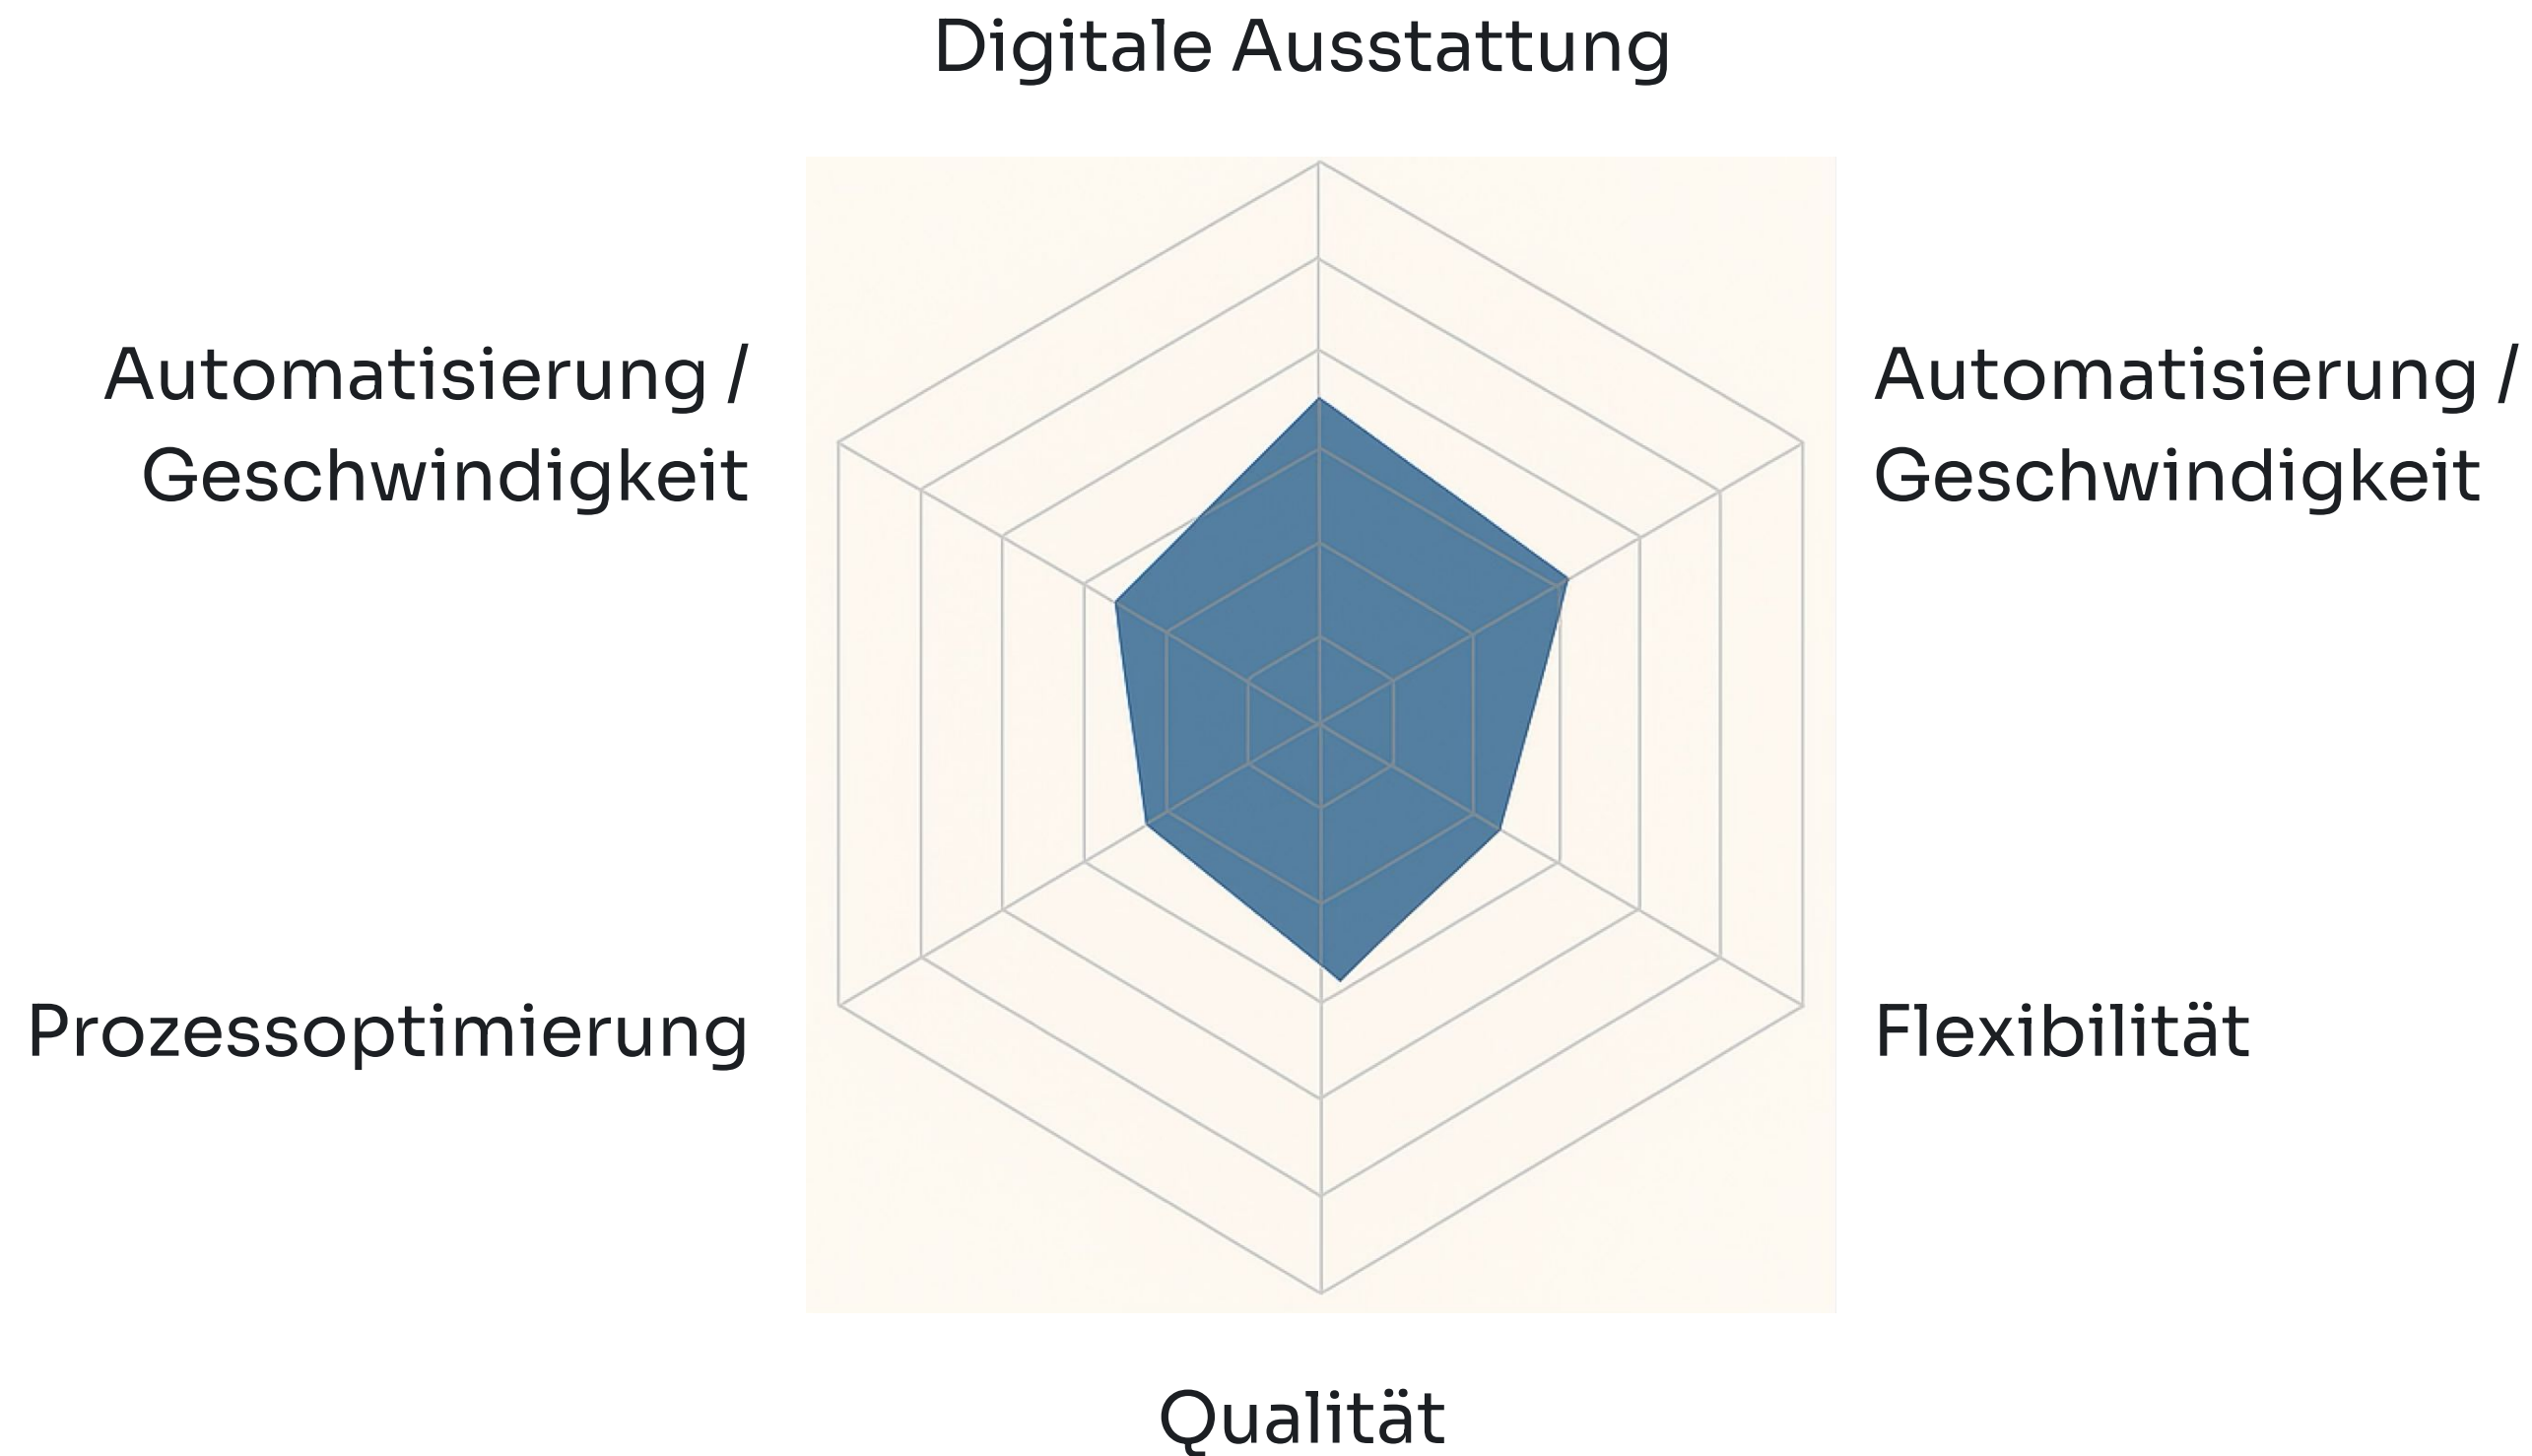 Digitale Ausstattung
Automatisierung /
Geschwindigkeit
Automatisierung /
Geschwindigkeit
Prozessoptimierung
Flexibilität
Qualität